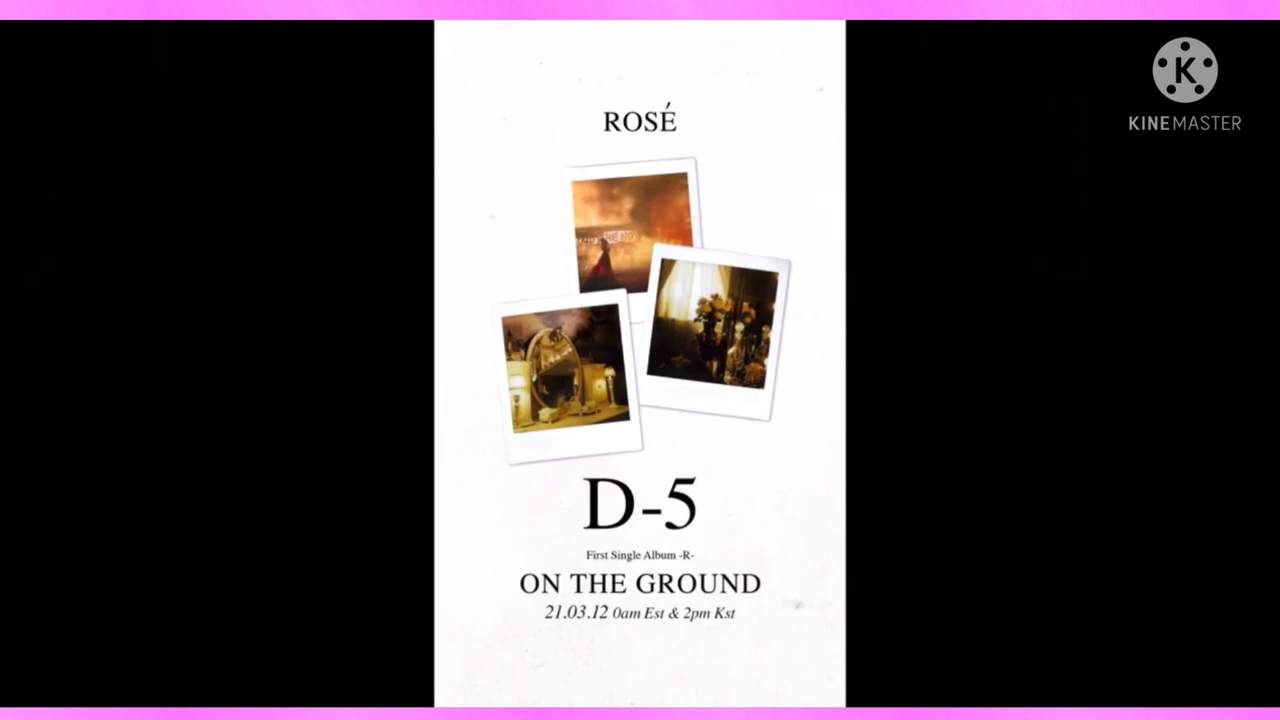 ROSÉ
D-5
First Single Album -R-
ON THE GROUND
21.03.12 0am Est & 2pm Kst
K
KINEMASTER